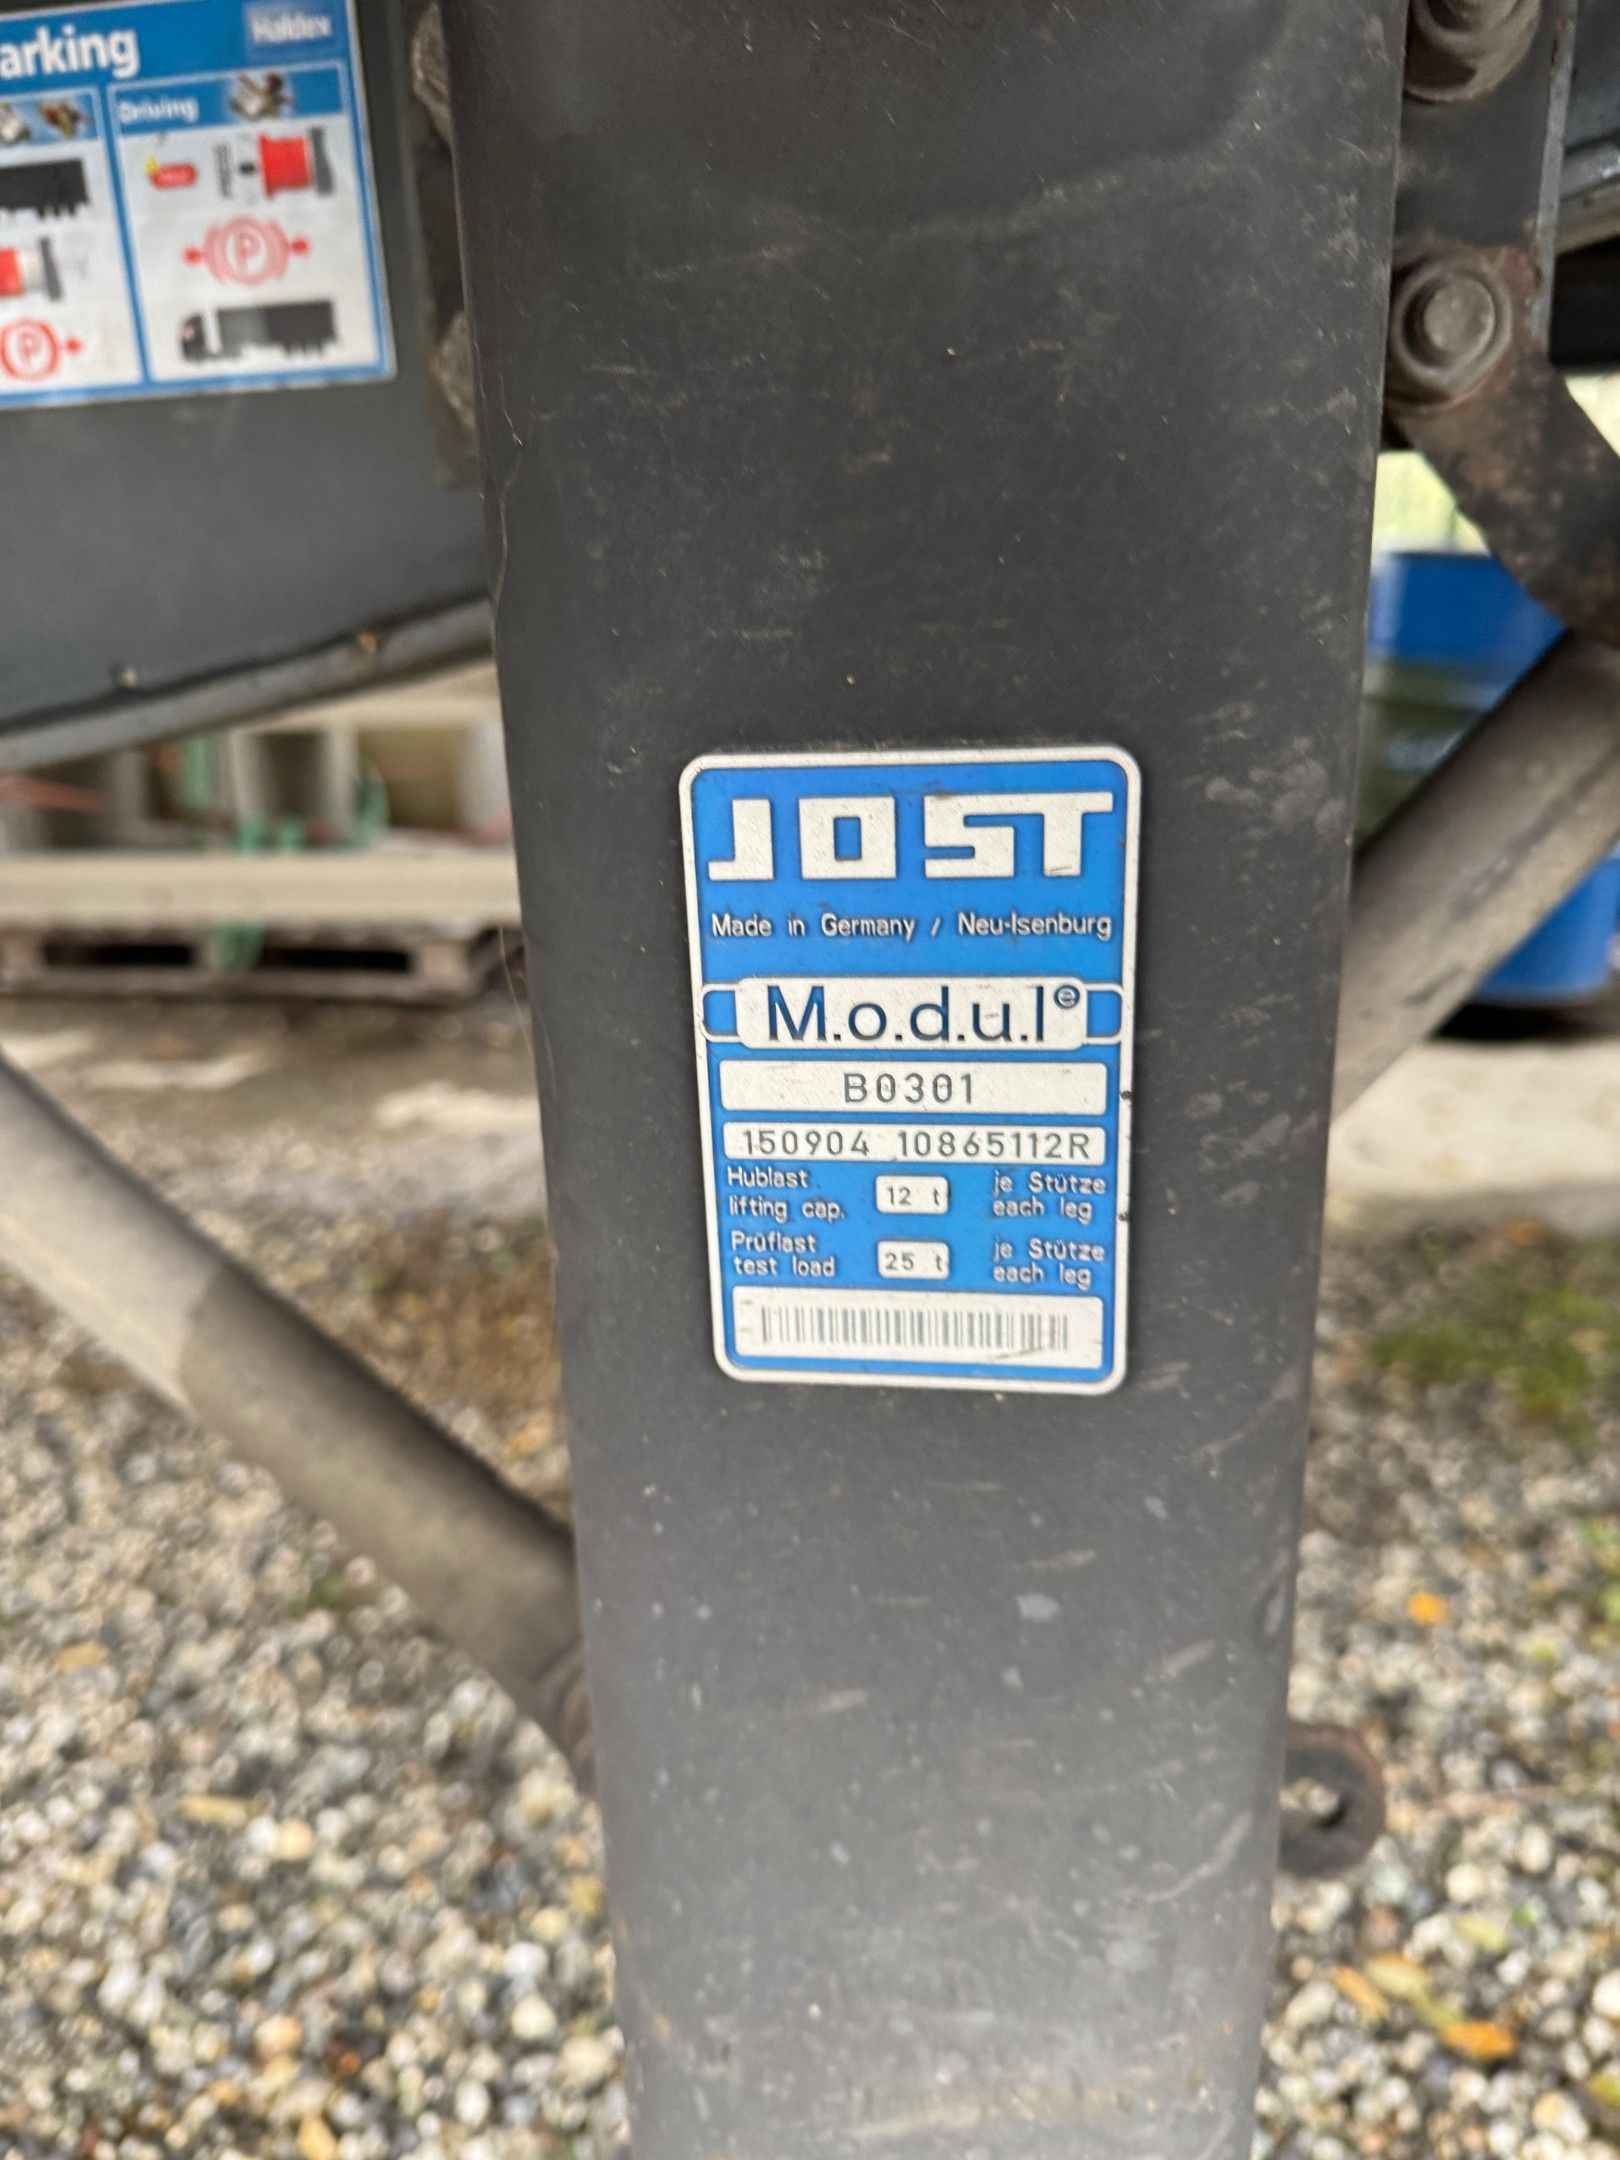 arking
Haldex
Driving
P
P
JOST
Made in Germany / Neu-Isenburg
M.o.d.u.l®
B0301
150904 10865112R
Hublast 12 t je Stütze
lifting cap. each leg
Prüflast 25 t je Stütze
test load each leg